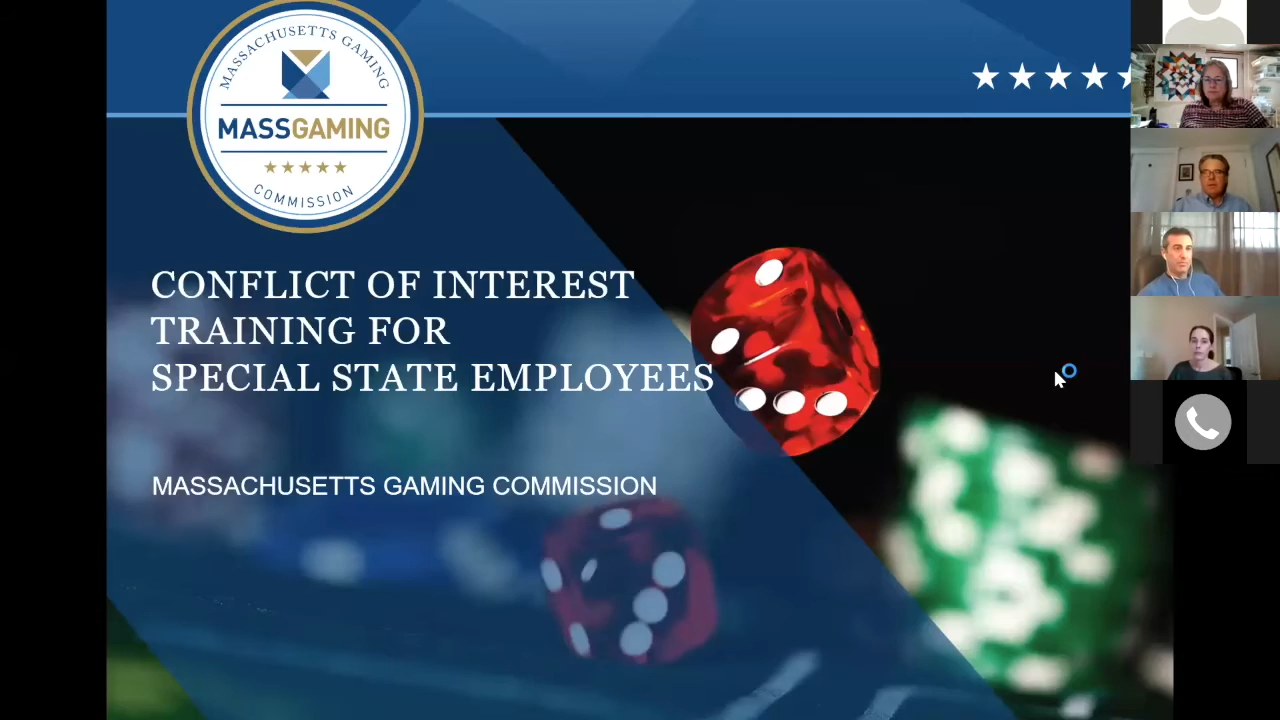 MASSACHUSETTS GAMING
MASSGAMING
COMMISSION
CONFLICT OF INTEREST
TRAINING FOR
SPECIAL STATE EMPLOYEES
MASSACHUSETTS GAMING COMMISSION